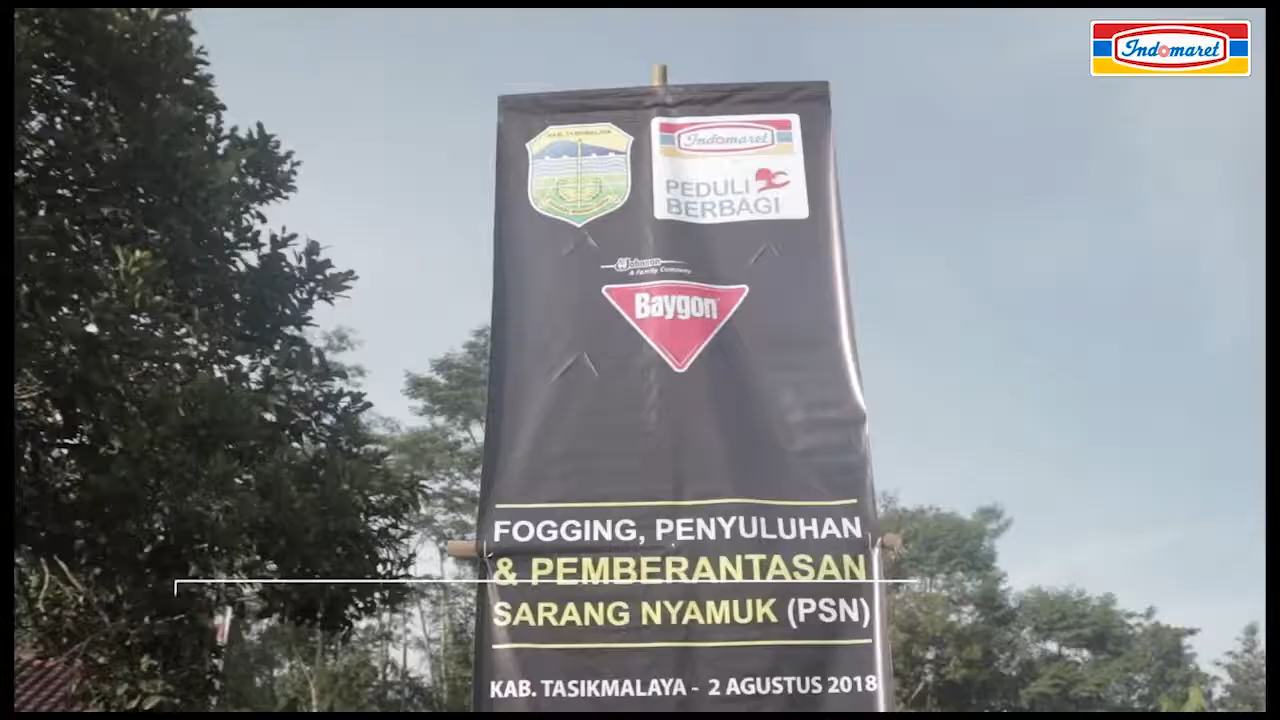 Indomaret
KAB. TASIKMALAYA
Indomaret
PEDULI
BERBAGI
Johnson
A Family Company
Baygon
FOGGING, PENYULUHAN
& PEMBERANTASAN
SARANG NYAMUK (PSN)
KAB. TASIKMALAYA - 2 AGUSTUS 2018